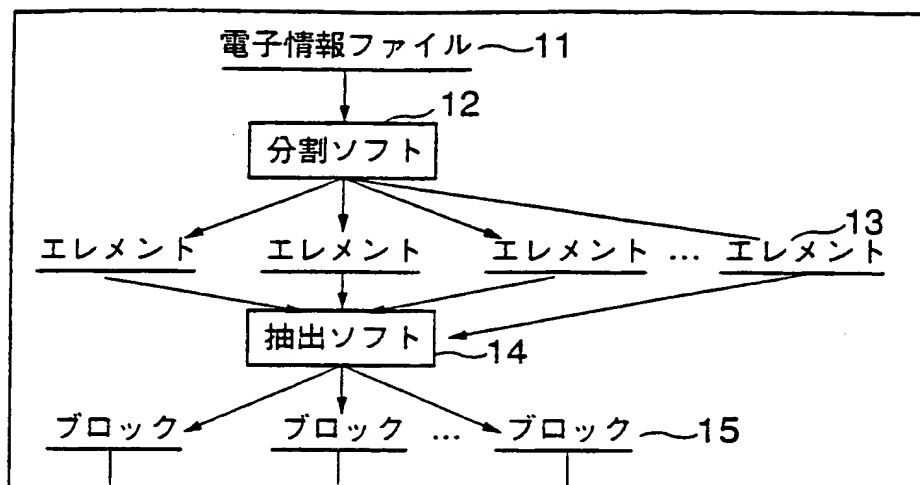 電子情報ファイル 11
12
分割ソフト
13
エレメント エレメント エレメント … エレメント
抽出ソフト
14
ブロック ブロック … ブロック 15